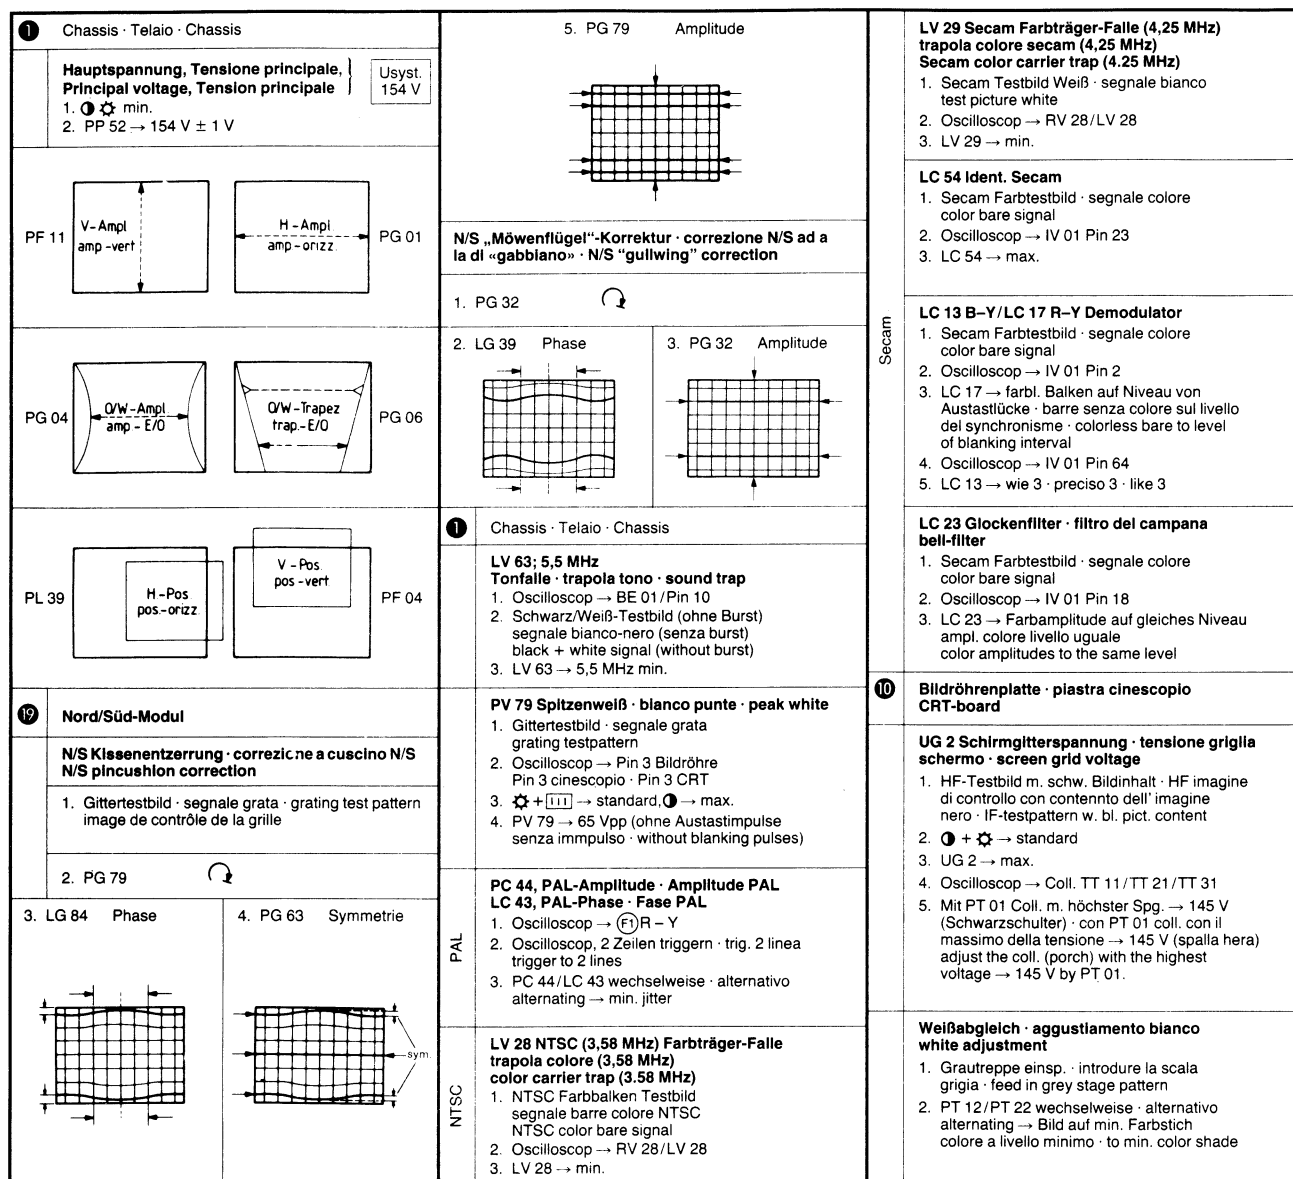 1 Chassis · Telaio · Chassis
Hauptspannung, Tensione principale,
Principal voltage, Tension principale
Usyst.
154 V
1. min.
2. PP 52 → 154 V ± 1 V
PF 11
V-Ampl
amp-vert
H-Ampl
amp-orizz.
PG 01
PG 04
O/W-Ampl
amp-E/O
O/W-Trapez
trap.-E/O
PG 06
PL 39
H-Pos
pos.-orizz.
V-Pos
pos-vert
PF 04
19 Nord/Süd-Modul
N/S Kissenentzerrung · correzione a cuscino N/S
N/S pincushion correction
1. Gittertestbild · segnale grata · grating test pattern
image de contrôle de la grille
2. PG 79
3. LG 84 Phase
4. PG 63 Symmetrie
sym.
5. PG 79 Amplitude
N/S „Möwenflügel“-Korrektur · correzione N/S ad a
la di «gabbiano» · N/S “gullwing” correction
1. PG 32
2. LG 39 Phase
3. PG 32 Amplitude
1 Chassis · Telaio · Chassis
LV 63; 5,5 MHz
Tonfalle · trapola tono · sound trap
1. Oscilloscop → BE 01/Pin 10
2. Schwarz/Weiß-Testbild (ohne Burst)
segnale bianco-nero (senza burst)
black + white signal (without burst)
3. LV 63 → 5,5 MHz min.
PV 79 Spitzenweiß · blanco punte · peak white
1. Gittertestbild · segnale grata
grating testpattern
2. Oscilloscop → Pin 3 Bildröhre
Pin 3 cinescopio · Pin 3 CRT
3. + → standard, → max.
4. PV 79 → 65 Vpp (ohne Austastimpulse
senza immpulso · without blanking pulses)
PAL
PC 44, PAL-Amplitude · Amplitude PAL
LC 43, PAL-Phase · Fase PAL
1. Oscilloscop → F1 R – Y
2. Oscilloscop, 2 Zeilen triggern · trig. 2 linea
trigger to 2 lines
3. PC 44/LC 43 wechselweise · alternativo
alternating → min. jitter
NTSC
LV 28 NTSC (3,58 MHz) Farbträger-Falle
trapola colore (3,58 MHz)
color carrier trap (3.58 MHz)
1. NTSC Farbbalken Testbild
segnale barre colore NTSC
NTSC color bare signal
2. Oscilloscop → RV 28/LV 28
3. LV 28 → min.
Secam
LV 29 Secam Farbträger-Falle (4,25 MHz)
trapola colore secam (4,25 MHz)
Secam color carrier trap (4.25 MHz)
1. Secam Testbild Weiß · segnale bianco
test picture white
2. Oscilloscop → RV 28/LV 28
3. LV 29 → min.
LC 54 Ident. Secam
1. Secam Farbtestbild · segnale colore
color bare signal
2. Oscilloscop → IV 01 Pin 23
3. LC 54 → max.
LC 13 B–Y/LC 17 R–Y Demodulator
1. Secam Farbtestbild · segnale colore
color bare signal
2. Oscilloscop → IV 01 Pin 2
3. LC 17 → farbl. Balken auf Niveau von
Austastlücke · barre senza colore sul livello
del synchronisme · colorless bare to level
of blanking interval
4. Oscilloscop → IV 01 Pin 64
5. LC 13 → wie 3 · preciso 3 · like 3
LC 23 Glockenfilter · filtro del campana
bell-filter
1. Secam Farbtestbild · segnale colore
color bare signal
2. Oscilloscop → IV 01 Pin 18
3. LC 23 → Farbamplitude auf gleiches Niveau
ampl. colore livello uguale
color amplitudes to the same level
10 Bildröhrenplatte · piastra cinescopio
CRT-board
UG 2 Schirmgitterspannung · tensione griglia
schermo · screen grid voltage
1. HF-Testbild m. schw. Bildinhalt · HF imagine
di controllo con contennto dell' imagine
nero · IF-testpattern w. bl. pict. content
2. + → standard
3. UG 2 → max.
4. Oscilloscop → Coll. TT 11/TT 21/TT 31
5. Mit PT 01 Coll. m. höchster Spg. → 145 V
(Schwarzschulter) · con PT 01 coll. con il
massimo della tensione → 145 V (spalla hera)
adjust the coll. (porch) with the highest
voltage → 145 V by PT 01.
Weißabgleich · aggustiamento bianco
white adjustment
1. Grautreppe einsp. · introdure la scala
grigia · feed in grey stage pattern
2. PT 12/PT 22 wechselweise · alternativo
alternating → Bild auf min. Farbstich
colore a livello minimo · to min. color shade